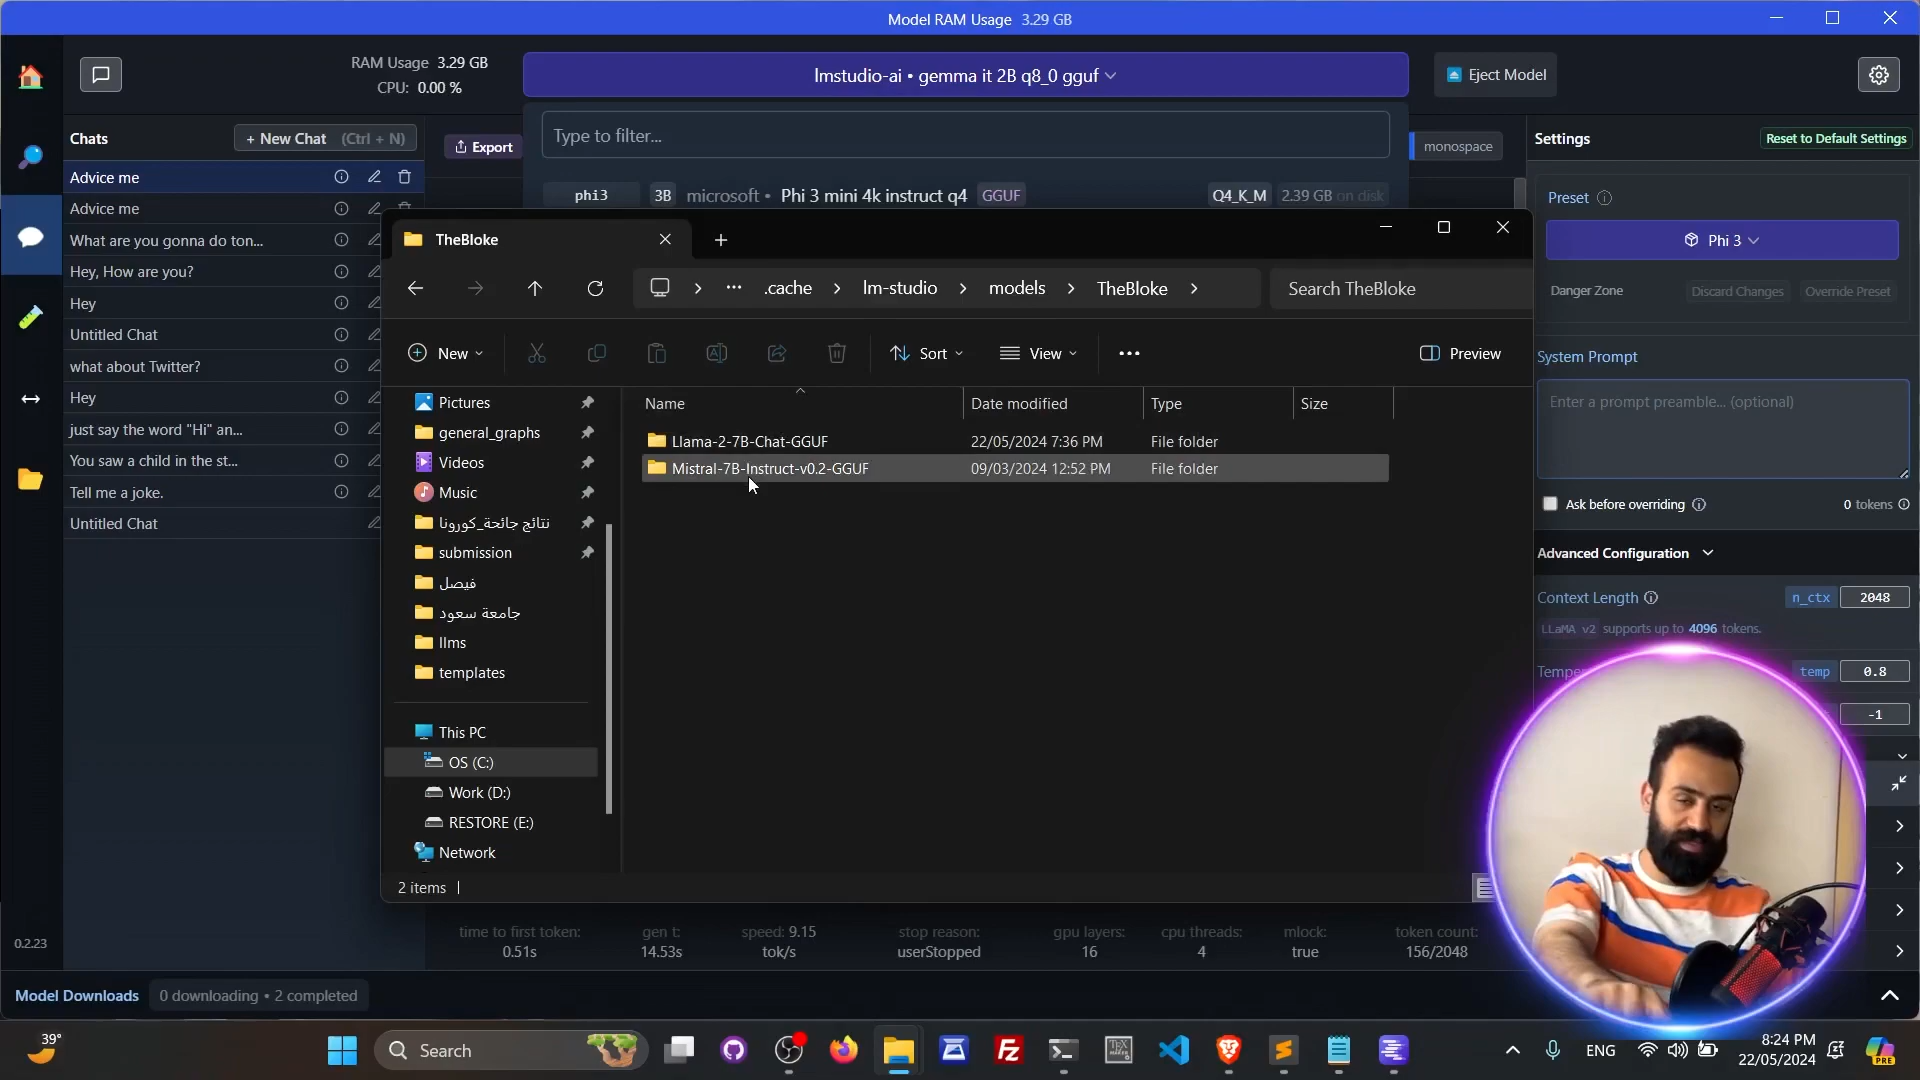 Model RAM Usage 3.29 GB
RAM Usage 3.29 GB
CPU: 0.00 %
lmstudio-ai • gemma it 2B q8_0 gguf
Eject Model
Type to filter...
phi3 3B microsoft • Phi 3 mini 4k instruct q4 GGUF Q4_K_M 2.39 GB on disk
Export
monospace
Chats
+ New Chat (Ctrl + N)
Advice me
Advice me
What are you gonna do ton...
Hey, How are you?
Hey
Untitled Chat
what about Twitter?
Hey
just say the word "Hi" an...
You saw a child in the st...
Tell me a joke.
Untitled Chat
0.2.23
TheBloke
.cache
lm-studio
models
TheBloke
Search TheBloke
New
Sort
View
Preview
Pictures
general_graphs
Videos
Music
نتائج جائحة_كورونا
submission
فيصل
جامعة سعود
llms
templates
This PC
OS (C:)
Work (D:)
RESTORE (E:)
Network
Name Date modified Type Size
Llama-2-7B-Chat-GGUF 22/05/2024 7:36 PM File folder
Mistral-7B-Instruct-v0.2-GGUF 09/03/2024 12:52 PM File folder
2 items
Settings
Reset to Default Settings
Preset
Phi 3
Danger Zone
Discard Changes
Override Preset
System Prompt
Enter a prompt preamble... (optional)
Ask before overriding
0 tokens
Advanced Configuration
Context Length n_ctx 2048
LLaMA v2 supports up to 4096 tokens.
temp 0.8
-1
time to first token: 0.51s
gen t: 14.53s
speed: 9.15 tok/s
stop reason: userStopped
gpu layers: 16
cpu threads: 4
mlock: true
token count: 156/2048
Model Downloads 0 downloading • 2 completed
39°
Search
ENG
8:24 PM
22/05/2024
PRE